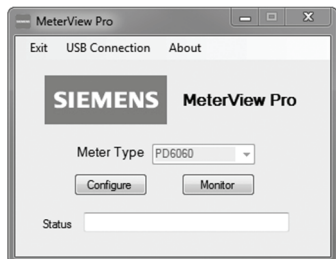 MeterView Pro
Exit USB Connection About
SIEMENS MeterView Pro
Meter Type PD6060
Configure Monitor
Status